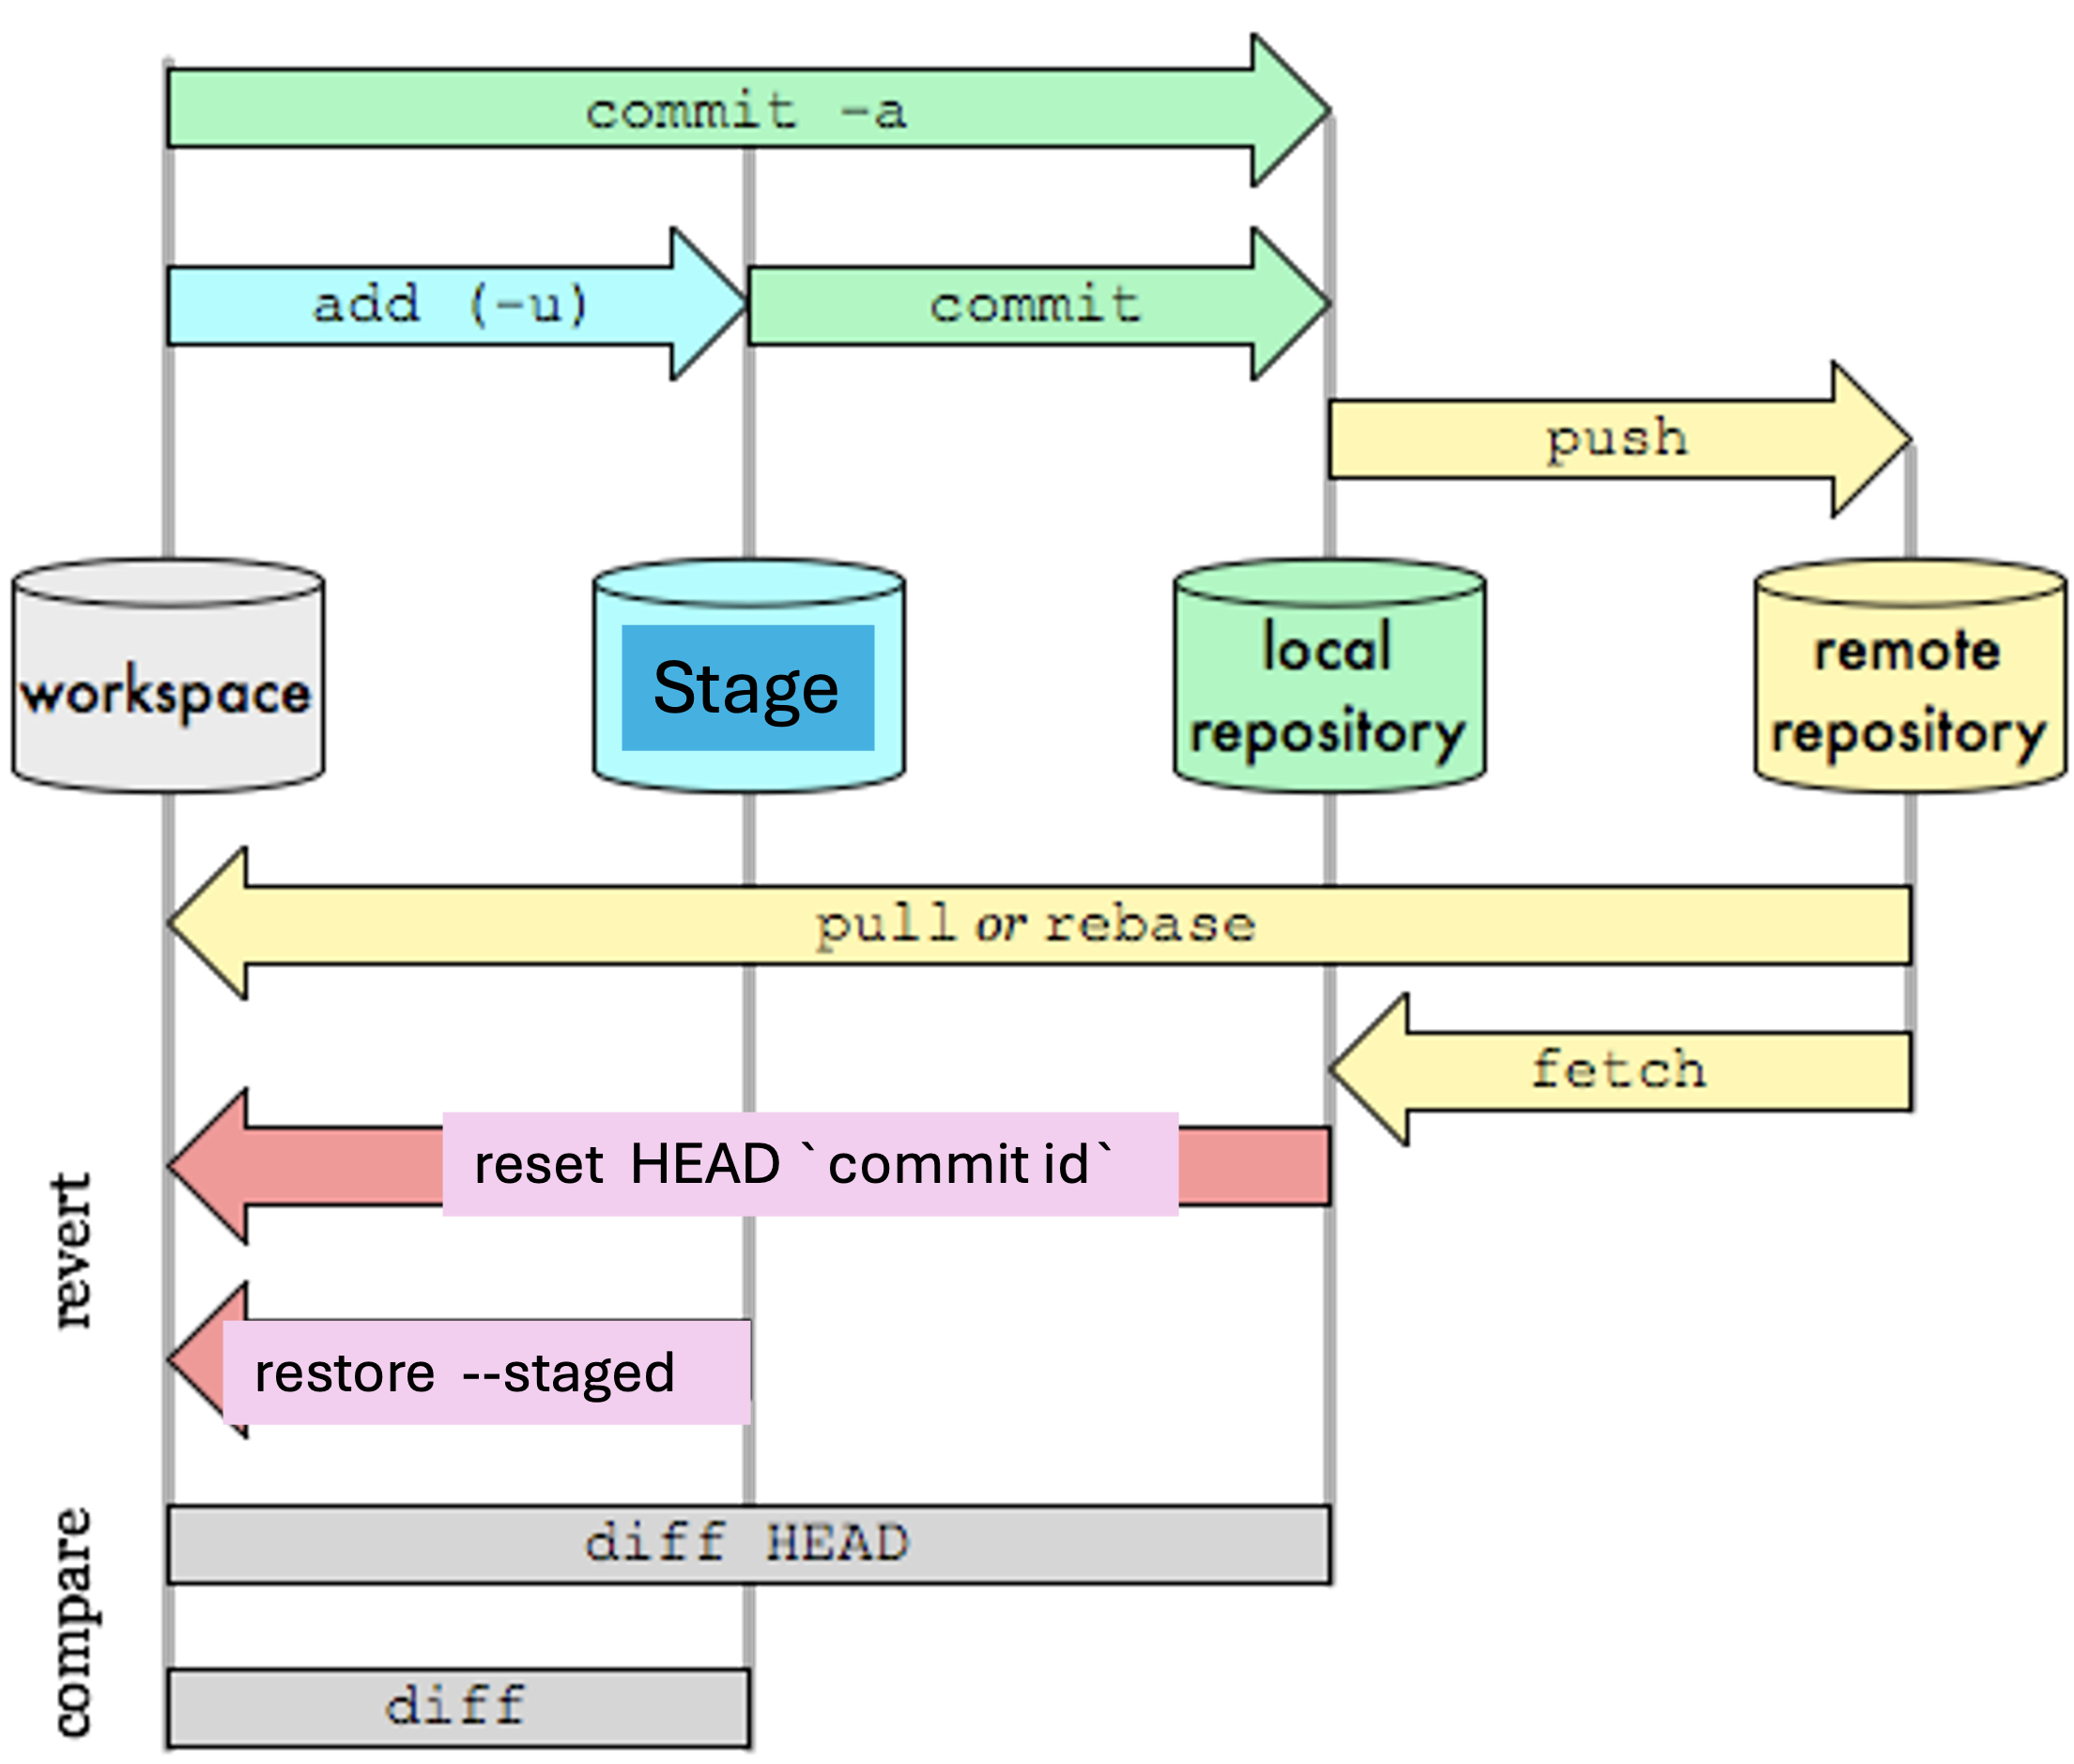 commit -a
add (-u)
commit
push
workspace
Stage
local
repository
remote
repository
pull or rebase
fetch
revert
reset HEAD `commit id`
restore --staged
compare
diff HEAD
diff